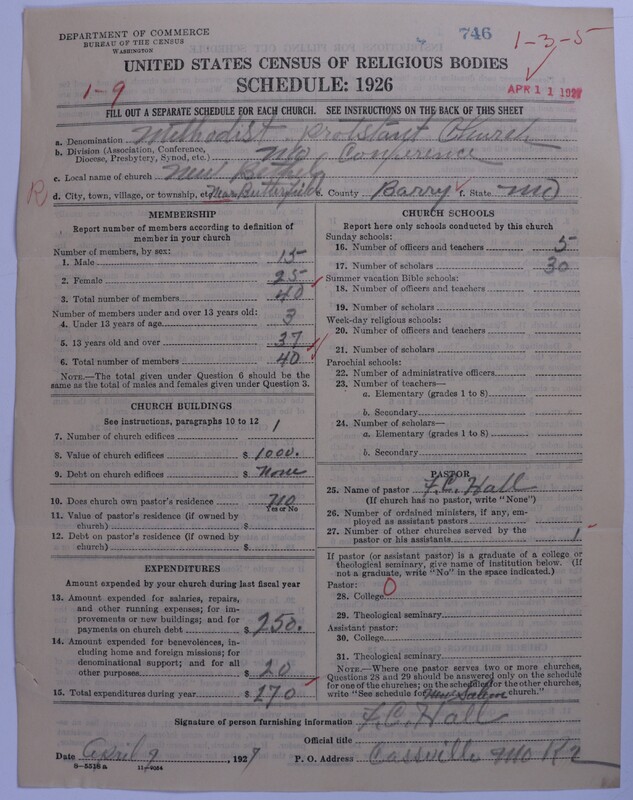 746
1-3-5
DEPARTMENT OF COMMERCE
BUREAU OF THE CENSUS
WASHINGTON
UNITED STATES CENSUS OF RELIGIOUS BODIES
SCHEDULE: 1926
1-9
APR 11 1927
FILL OUT A SEPARATE SCHEDULE FOR EACH CHURCH. SEE INSTRUCTIONS ON THE BACK OF THIS SHEET
a. Denomination Methodist Protstant Church
b. Division (Association, Conference, Diocese, Presbytery, Synod, etc.) Mo Conference
c. Local name of church New Bethel
R
d. City, town, village, or township, etc. Near Butterfield e. County Barry f. State Mo
MEMBERSHIP
Report number of members according to definition of
member in your church
Number of members, by sex:
1. Male 15
2. Female 25
3. Total number of members 40
Number of members under and over 13 years old:
4. Under 13 years of age 3
5. 13 years old and over 37
6. Total number of members 40
NOTE.—The total given under Question 6 should be
same as the total of males and females given under Question 3.
CHURCH BUILDINGS
See instructions, paragraphs 10 to 12
7. Number of church edifices 1
8. Value of church edifices $ 1000.
9. Debt on church edifices $ None
10. Does church own pastor's residence no
Yes or No
11. Value of pastor's residence (if owned by
church) $
12. Debt on pastor's residence (if owned by
church) $
EXPENDITURES
Amount expended by your church during last fiscal year
13. Amount expended for salaries, repairs,
and other running expenses; for im-
provements or new buildings; and for
payments on church debt $ 250.
14. Amount expended for benevolences, in-
cluding home and foreign missions; for
denominational support; and for all
other purposes $ 20
15. Total expenditures during year $ 270
CHURCH SCHOOLS
Report here only schools conducted by this church
Sunday schools:
16. Number of officers and teachers 5
17. Number of scholars 30
Summer vacation Bible schools:
18. Number of officers and teachers
19. Number of scholars
Week-day religious schools:
20. Number of officers and teachers
21. Number of scholars
Parochial schools:
22. Number of administrative officers
23. Number of teachers—
a. Elementary (grades 1 to 8)
b. Secondary
24. Number of scholars—
a. Elementary (grades 1 to 8)
b. Secondary
PASTOR
25. Name of pastor F.C. Hall
(If church has no pastor, write "None")
26. Number of ordained ministers, if any, em-
ployed as assistant pastors
27. Number of other churches served by the
pastor or his assistants 1
If pastor (or assistant pastor) is a graduate of a college or
theological seminary, give name of institution below. (If
not a graduate, write "No" in the space indicated.)
Pastor:
28. College O
29. Theological seminary
Assistant pastor:
30. College
31. Theological seminary
NOTE.—Where one pastor serves two or more churches,
Questions 28 and 29 should be answered only on the schedule
for one of the churches; on the schedules for the other churches,
write "See schedule for New Salem church."
Signature of person furnishing information F.C. Hall
Official title
Date April 9, 1927 P. O. Address Cassville Mo R2
8-5518a 11-9084